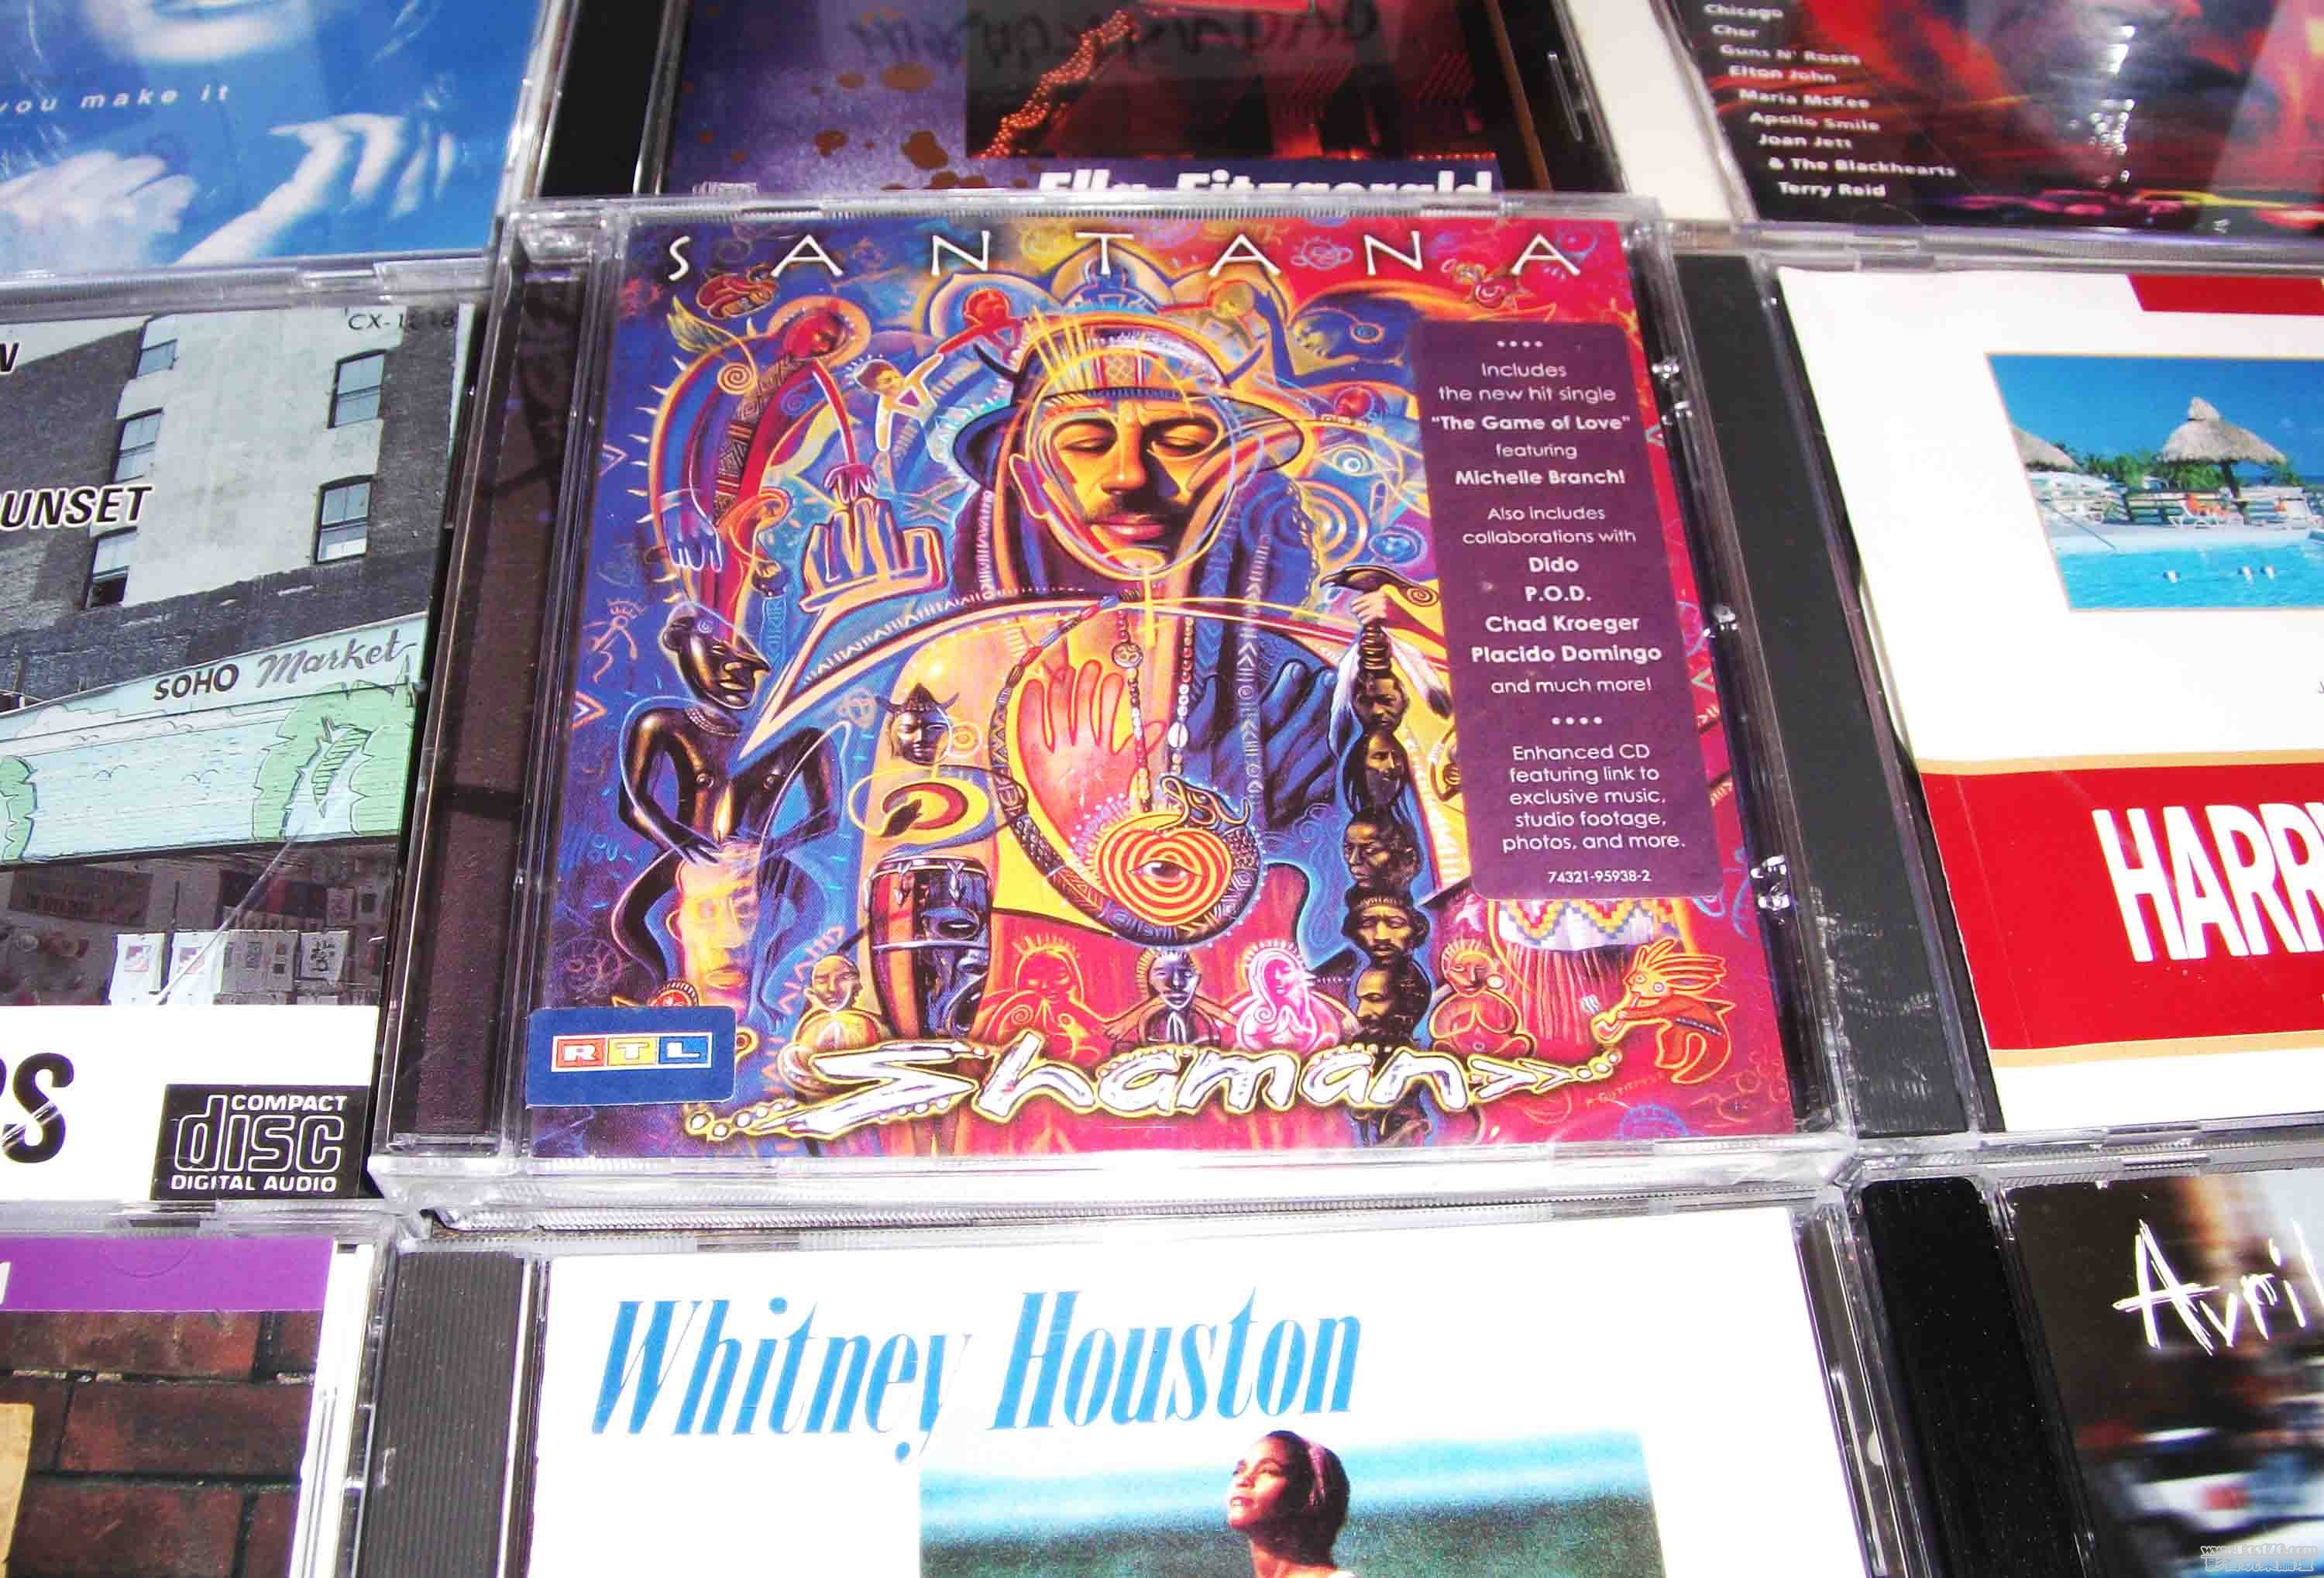 you make it
Ella Fitzgerald
Chicago
Cher
Guns N' Roses
Elton John
Maria McKee
Apollo Smile
Joan Jett
& The Blackhearts
Terry Reid
UNSET
SOHO Market
COMPACT
disc
DIGITAL AUDIO
SANTANA
••••
Includes
the new hit single
"The Game of Love"
featuring
Michelle Branch!
Also includes
collaborations with
Dido
P.O.D.
Chad Kroeger
Placido Domingo
and much more!
••••
Enhanced CD
featuring link to
exclusive music,
studio footage,
photos, and more.
74321-95938-2
RTL
Shaman
HARR
Whitney Houston
Avril